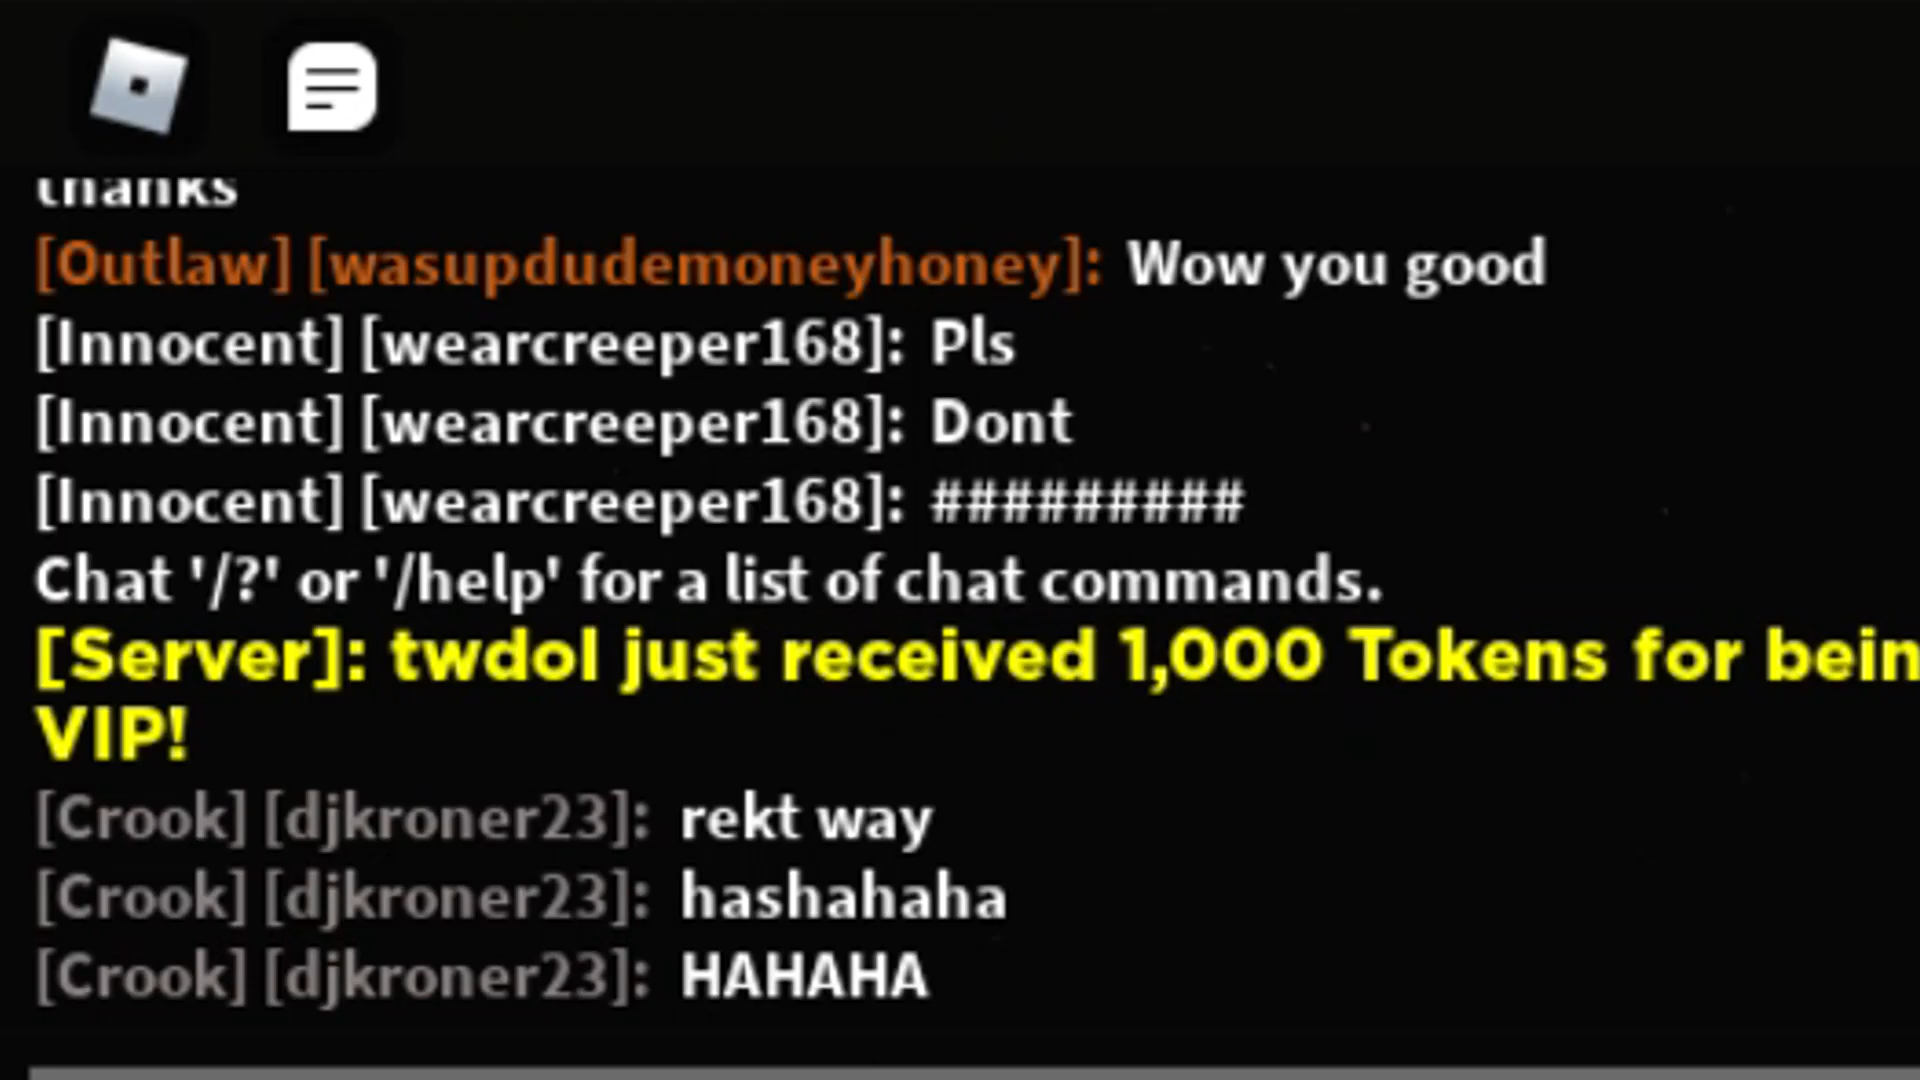 thanks
[Outlaw] [wasupdudemoneyhoney]: Wow you good
[Innocent] [wearcreeper168]: Pls
[Innocent] [wearcreeper168]: Dont
[Innocent] [wearcreeper168]: #########
Chat '/?' or '/help' for a list of chat commands.
[Server]: twdol just received 1,000 Tokens for bein
VIP!
[Crook] [djkroner23]: rekt way
[Crook] [djkroner23]: hashahaha
[Crook] [djkroner23]: HAHAHA